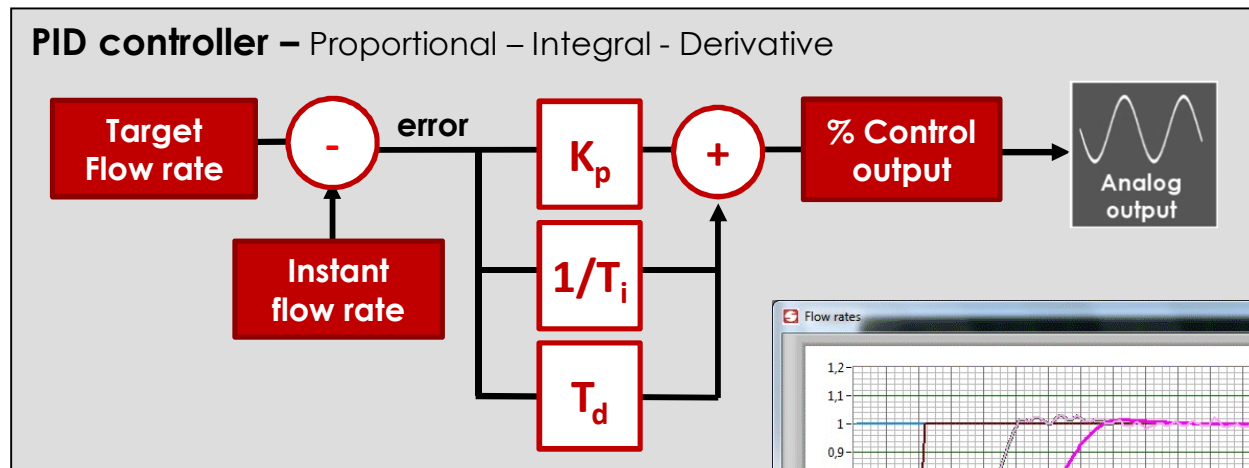 PID controller – Proportional – Integral - Derivative
Target
Flow rate
-
error
Kp
+
% Control
output
Analog
output
Instant
flow rate
1/Ti
Td
Flow rates
1,2
1,1
1
0,9